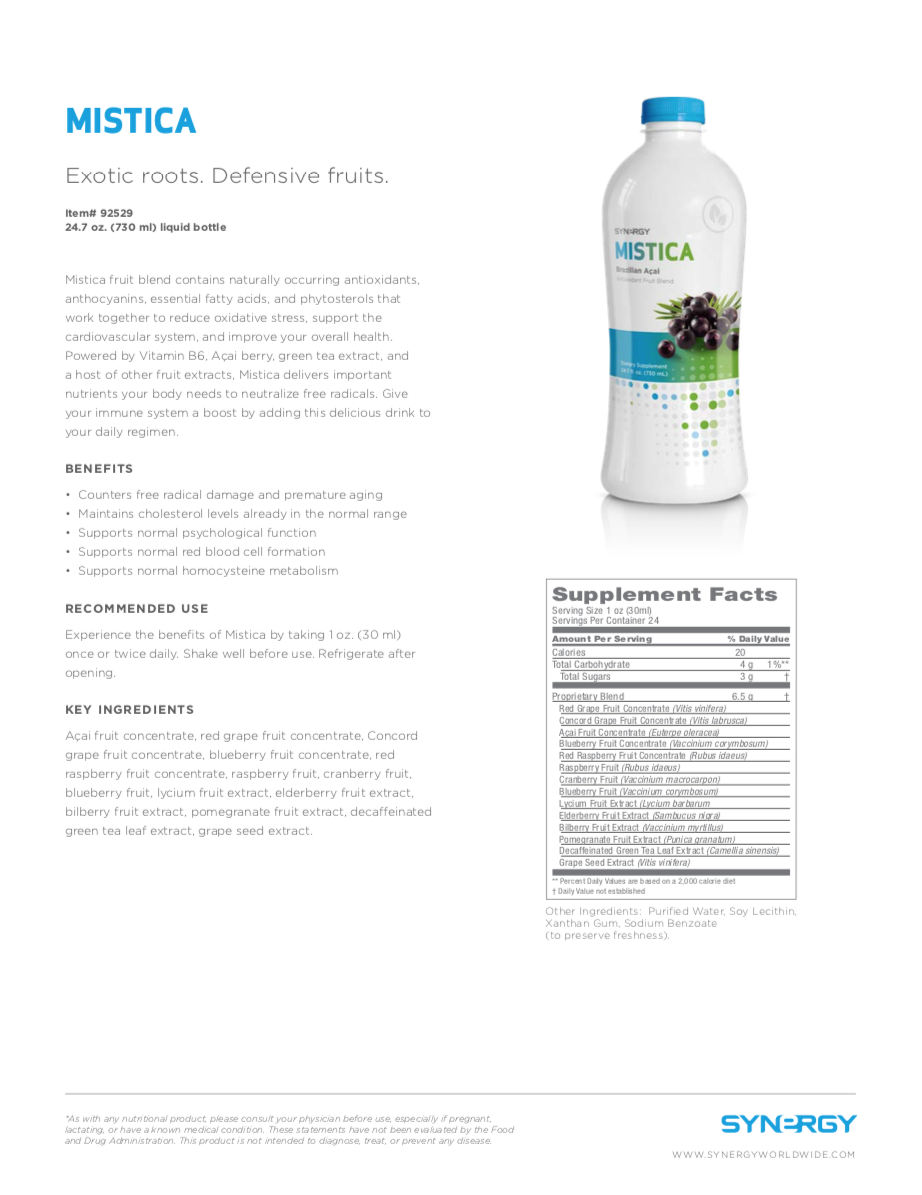 MISTICA
Exotic roots. Defensive fruits.
Item# 92529
24.7 oz. (730 ml) liquid bottle
Mistica fruit blend contains naturally occurring antioxidants,
anthocyanins, essential fatty acids, and phytosterols that
work together to reduce oxidative stress, support the
cardiovascular system, and improve your overall health.
Powered by Vitamin B6, Açai berry, green tea extract, and
a host of other fruit extracts, Mistica delivers important
nutrients your body needs to neutralize free radicals. Give
your immune system a boost by adding this delicious drink to
your daily regimen.
BENEFITS
• Counters free radical damage and premature aging
• Maintains cholesterol levels already in the normal range
• Supports normal psychological function
• Supports normal red blood cell formation
• Supports normal homocysteine metabolism
RECOMMENDED USE
Experience the benefits of Mistica by taking 1 oz. (30 ml)
once or twice daily. Shake well before use. Refrigerate after
opening.
KEY INGREDIENTS
Açai fruit concentrate, red grape fruit concentrate, Concord
grape fruit concentrate, blueberry fruit concentrate, red
raspberry fruit concentrate, raspberry fruit, cranberry fruit,
blueberry fruit, lycium fruit extract, elderberry fruit extract,
bilberry fruit extract, pomegranate fruit extract, decaffeinated
green tea leaf extract, grape seed extract.
SYNERGY
MISTICA
Brazilian Açai
Antioxidant Fruit Blend
Dietary Supplement
fl. oz. (730 mL)
Supplement Facts
Serving Size 1 oz (30ml)
Servings Per Container 24
Amount Per Serving % Daily Value
Calories 20
Total Carbohydrate 4 g 1%**
Total Sugars 3 g †
Proprietary Blend 6.5 g †
Red Grape Fruit Concentrate (Vitis vinifera)
Concord Grape Fruit Concentrate (Vitis labrusca)
Açai Fruit Concentrate (Euterpe oleracea)
Blueberry Fruit Concentrate (Vaccinium corymbosum)
Red Raspberry Fruit Concentrate (Rubus idaeus)
Raspberry Fruit (Rubus idaeus)
Cranberry Fruit (Vaccinium macrocarpon)
Blueberry Fruit (Vaccinium corymbosum)
Lycium Fruit Extract (Lycium barbarum
Elderberry Fruit Extract (Sambucus nigra)
Bilberry Fruit Extract (Vaccinium myrtillus)
Pomegranate Fruit Extract (Punica granatum)
Decaffeinated Green Tea Leaf Extract (Camellia sinensis)
Grape Seed Extract (Vitis vinifera)
** Percent Daily Values are based on a 2,000 calorie diet
† Daily Value not established
Other Ingredients: Purified Water, Soy Lecithin,
Xanthan Gum, Sodium Benzoate
(to preserve freshness).
*As with any nutritional product, please consult your physician before use, especially if pregnant,
lactating, or have a known medical condition. These statements have not been evaluated by the Food
and Drug Administration. This product is not intended to diagnose, treat, or prevent any disease.
SYNERGY
WWW.SYNERGYWORLDWIDE.COM